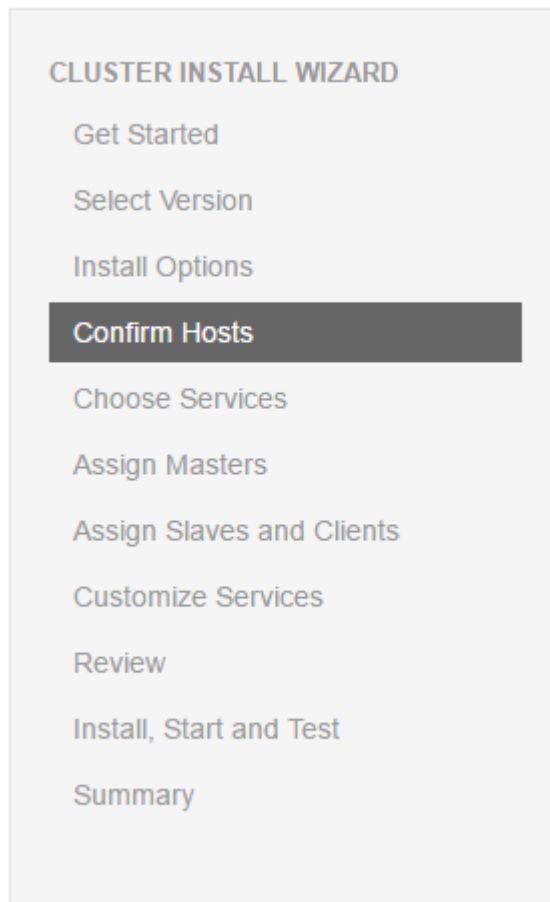 CLUSTER INSTALL WIZARD
Get Started
Select Version
Install Options
Confirm Hosts
Choose Services
Assign Masters
Assign Slaves and Clients
Customize Services
Review
Install, Start and Test
Summary